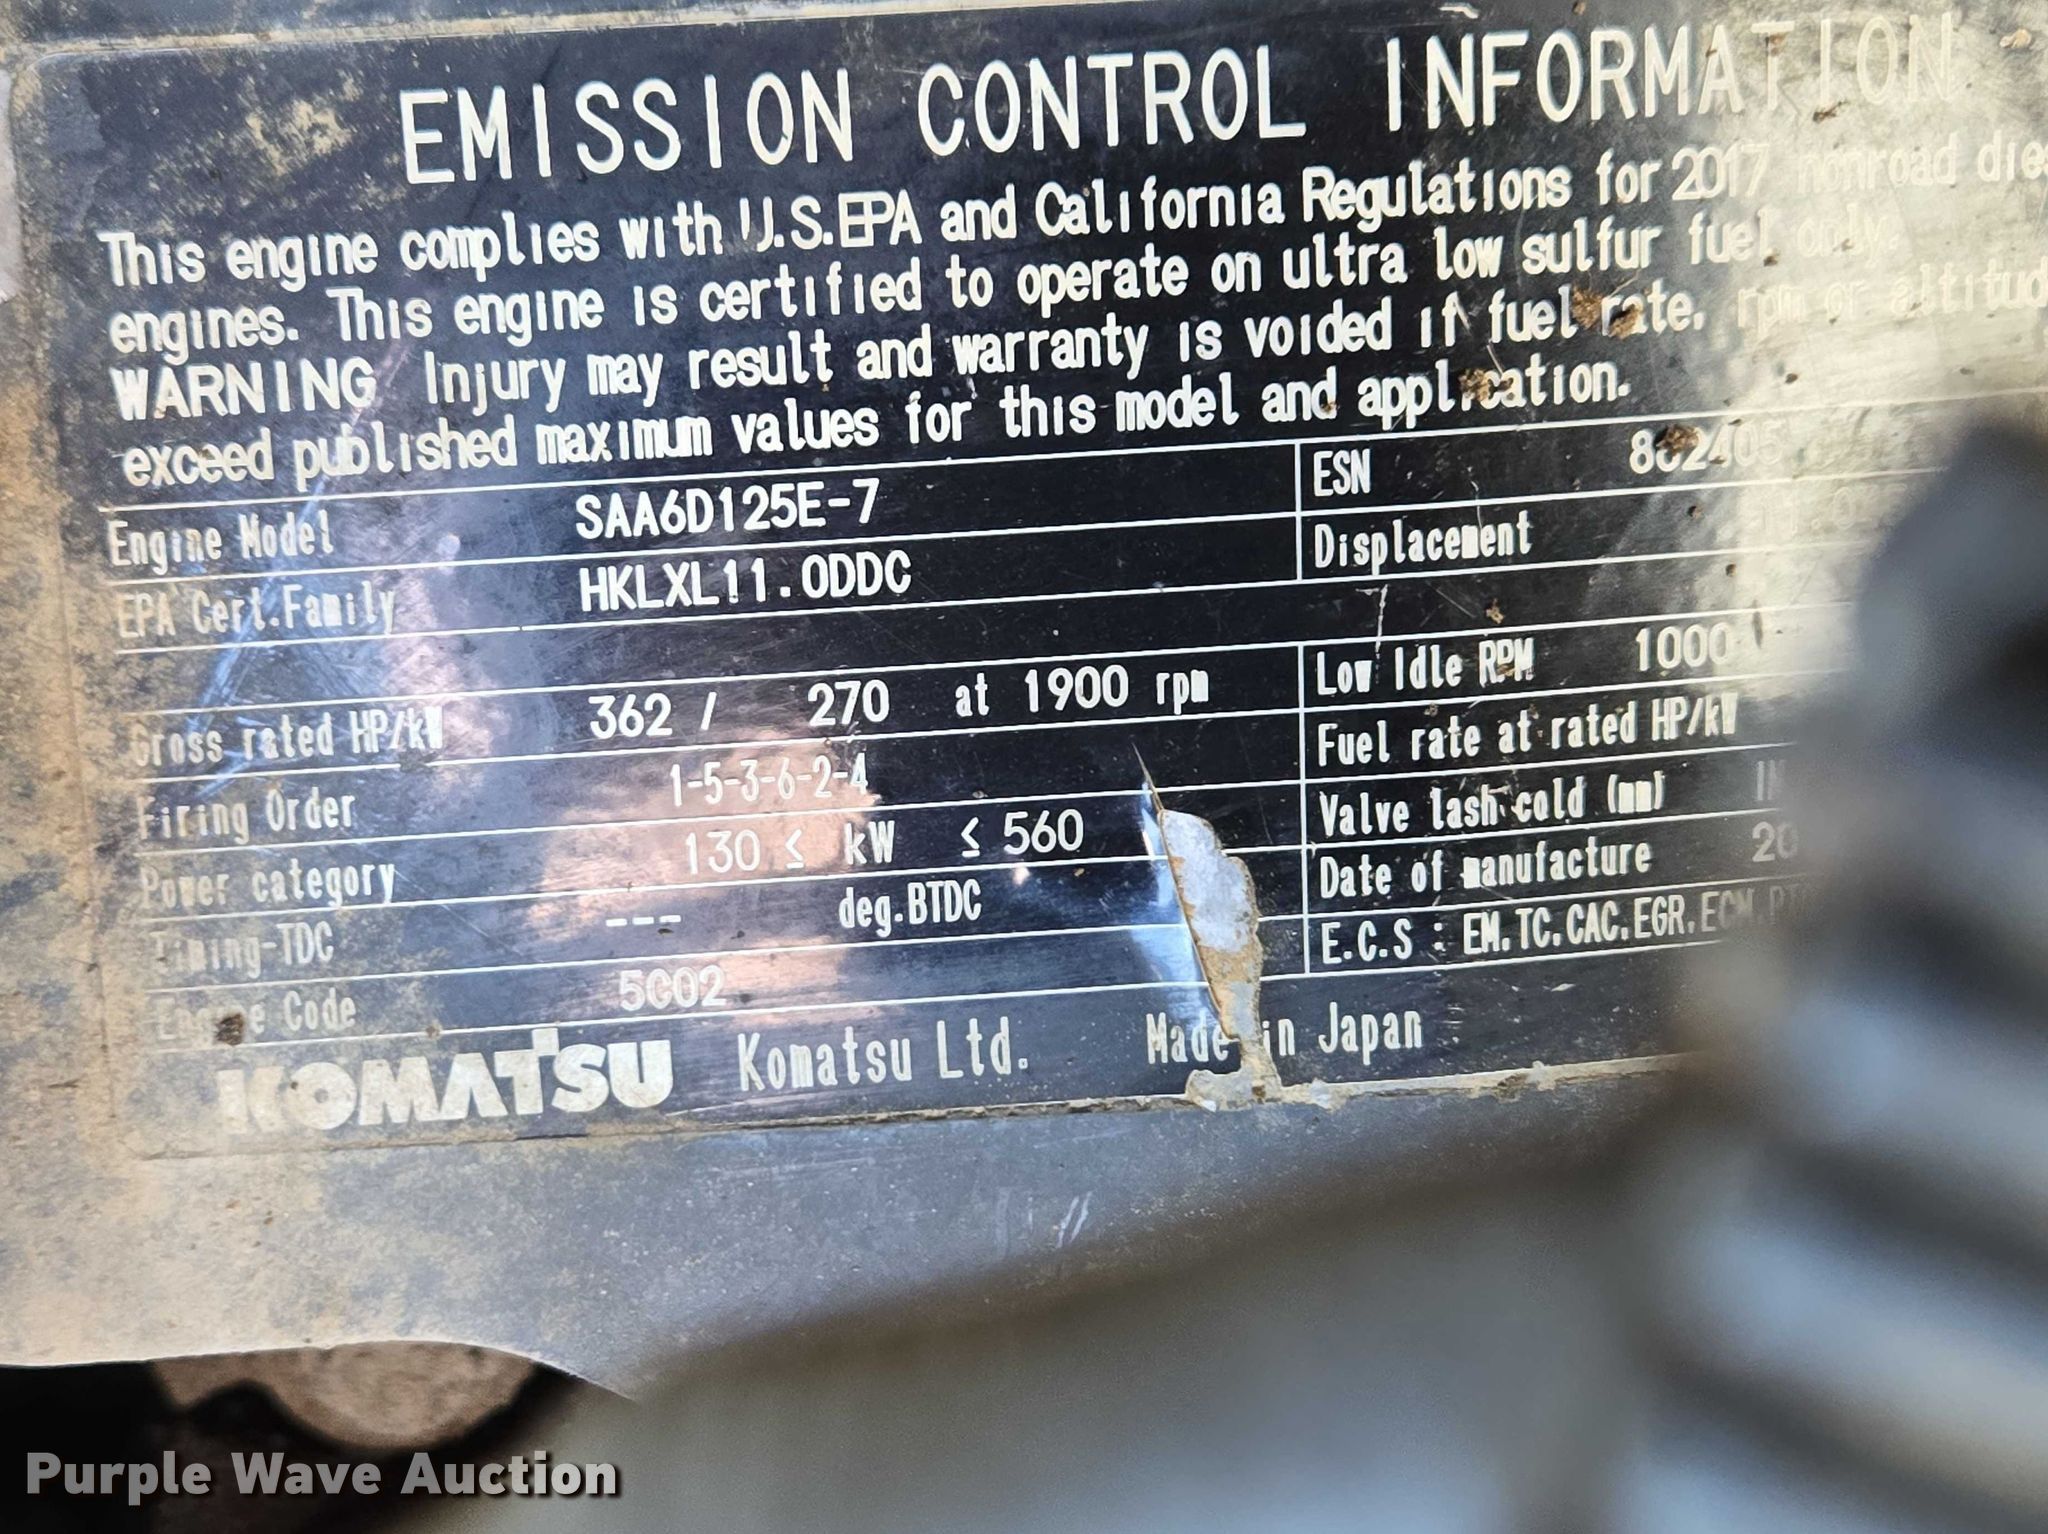 EMISSION CONTROL INFORMATION
This engine complies with U.S.EPA and California Regulations for 2017 nonroad
engines. This engine is certified to operate on ultra low sulfur fuel only.
WARNING Injury may result and warranty is voided if fuel rate, rpm or
exceed published maximum values for this model and application.
Engine Model SAA6D125E-7 ESN
EPA Cert.Family HKLXL11.0DDC Displacement
Gross rated HP/kW 362 / 270 at 1900 rpm Low Idle RPM 1000
Firing Order 1-5-3-6-2-4 Fuel rate at rated HP/kW
Power category 130 ≤ kW ≤ 560 Valve lash cold (mm)
Timing-TDC --- deg.BTDC Date of manufacture
Engine Code 5C02 E.C.S : EM.TC.CAC.EGR.ECM.
KOMATSU Komatsu Ltd. Made in Japan
Purple Wave Auction